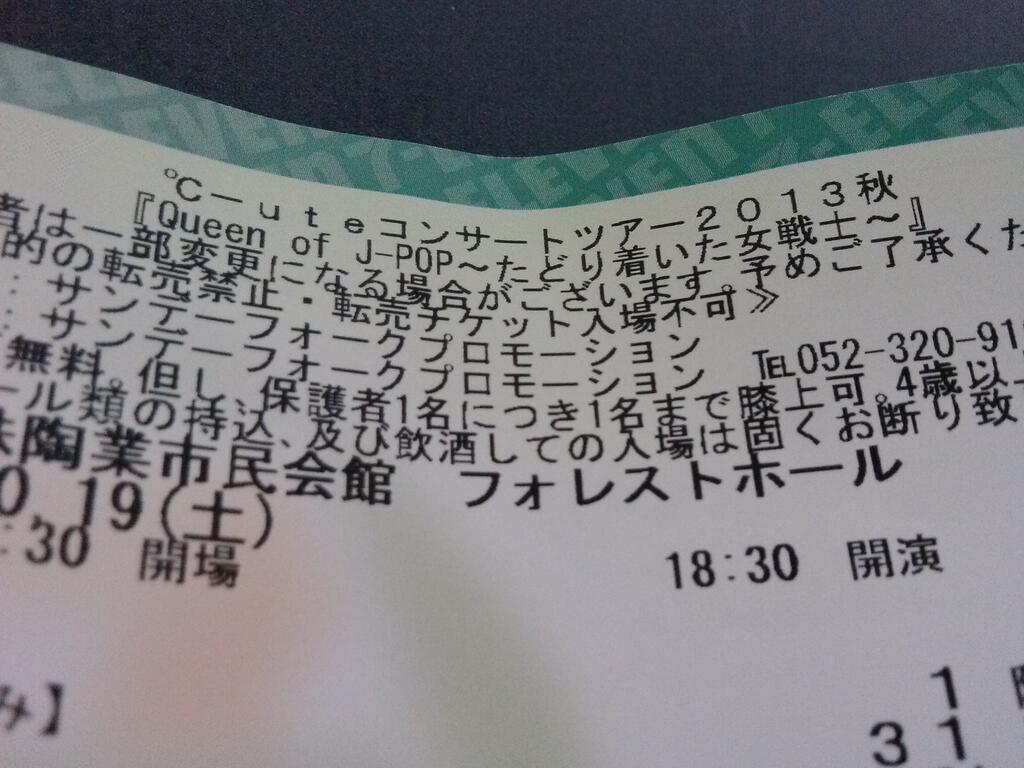 ℃−ｕｔｅコンサートツアー２０１３秋
『Queen of J-POP〜たどり着いた女戦士〜』
者は一部変更になる場合がございます。予めご了承くだ
的の転売禁止・転売チケット入場不可≫
…サンデーフォークプロモーション
…サンデーフォークプロモーション ℡052-320-91
無料。但し、保護者1名につき1名まで膝上可。4歳以
ール類の持込、及び飲酒しての入場は固くお断り致
陶業市民会館 フォレストホール
0. 19(土)
:30 開場 18:30 開演
み】
1
31